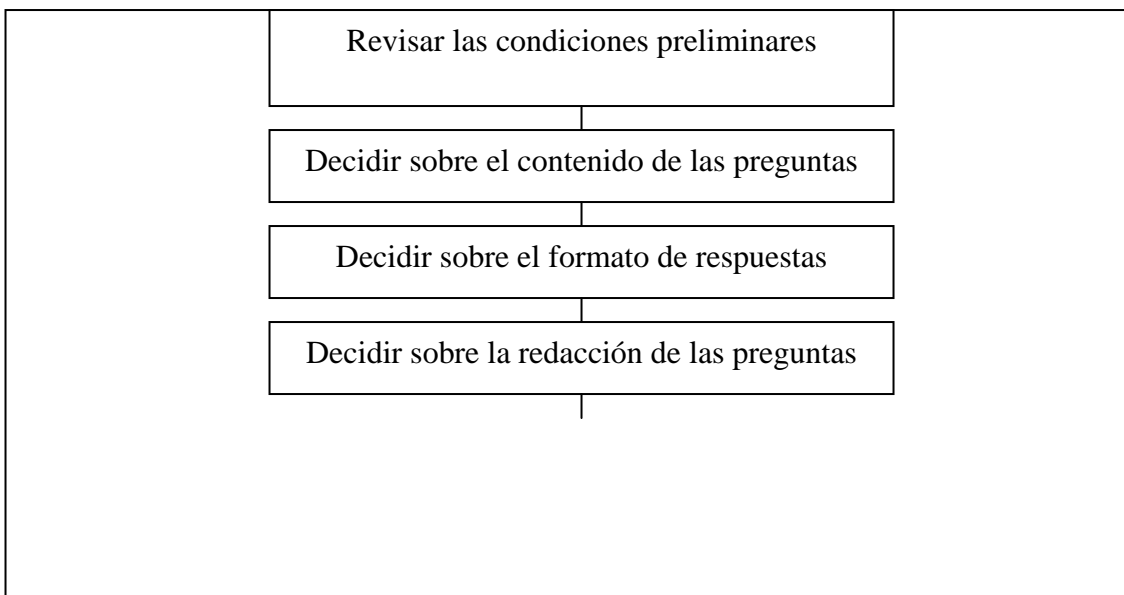 Revisar las condiciones preliminares
Decidir sobre el contenido de las preguntas
Decidir sobre el formato de respuestas
Decidir sobre la redacción de las preguntas